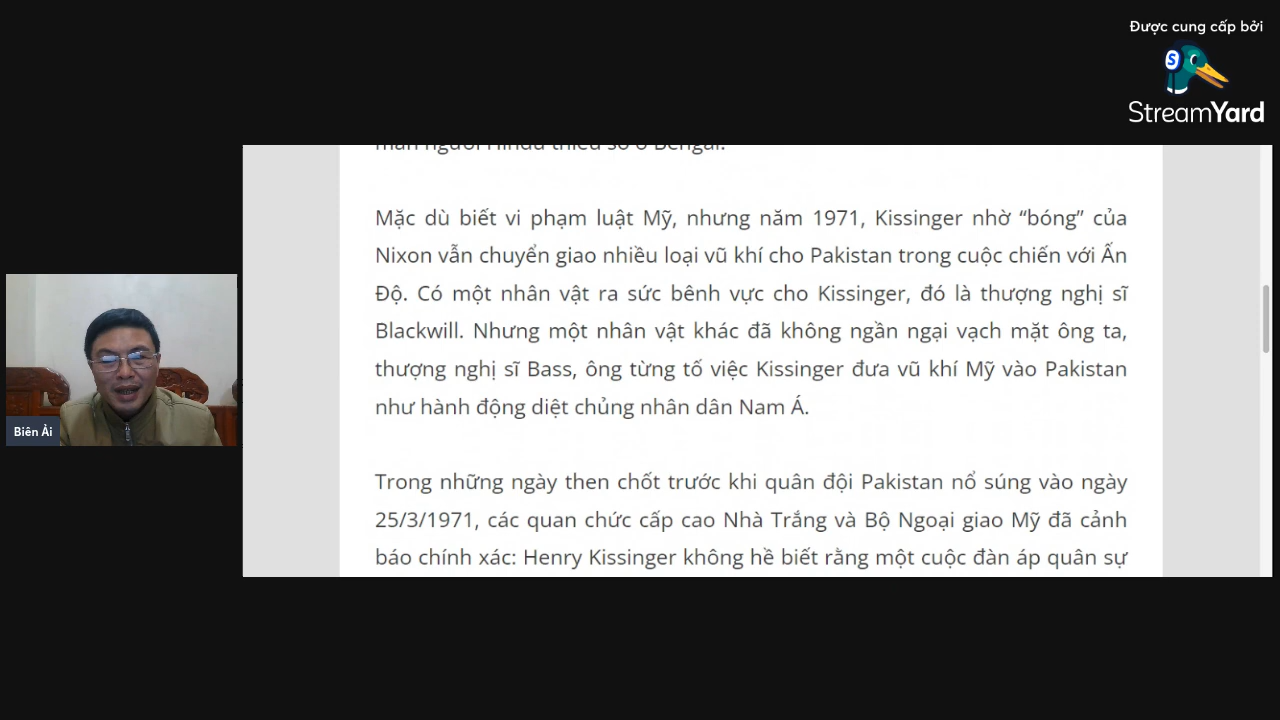 Được cung cấp bởi
StreamYard
mãn người Hindu thiểu số ở Bengal.
Mặc dù biết vi phạm luật Mỹ, nhưng năm 1971, Kissinger nhờ “bóng” của
Nixon vẫn chuyển giao nhiều loại vũ khí cho Pakistan trong cuộc chiến với Ấn
Độ. Có một nhân vật ra sức bênh vực cho Kissinger, đó là thượng nghị sĩ
Blackwill. Nhưng một nhân vật khác đã không ngần ngại vạch mặt ông ta,
thượng nghị sĩ Bass, ông từng tố việc Kissinger đưa vũ khí Mỹ vào Pakistan
như hành động diệt chủng nhân dân Nam Á.
Trong những ngày then chốt trước khi quân đội Pakistan nổ súng vào ngày
25/3/1971, các quan chức cấp cao Nhà Trắng và Bộ Ngoại giao Mỹ đã cảnh
báo chính xác: Henry Kissinger không hề biết rằng một cuộc đàn áp quân sự
Biên Ải